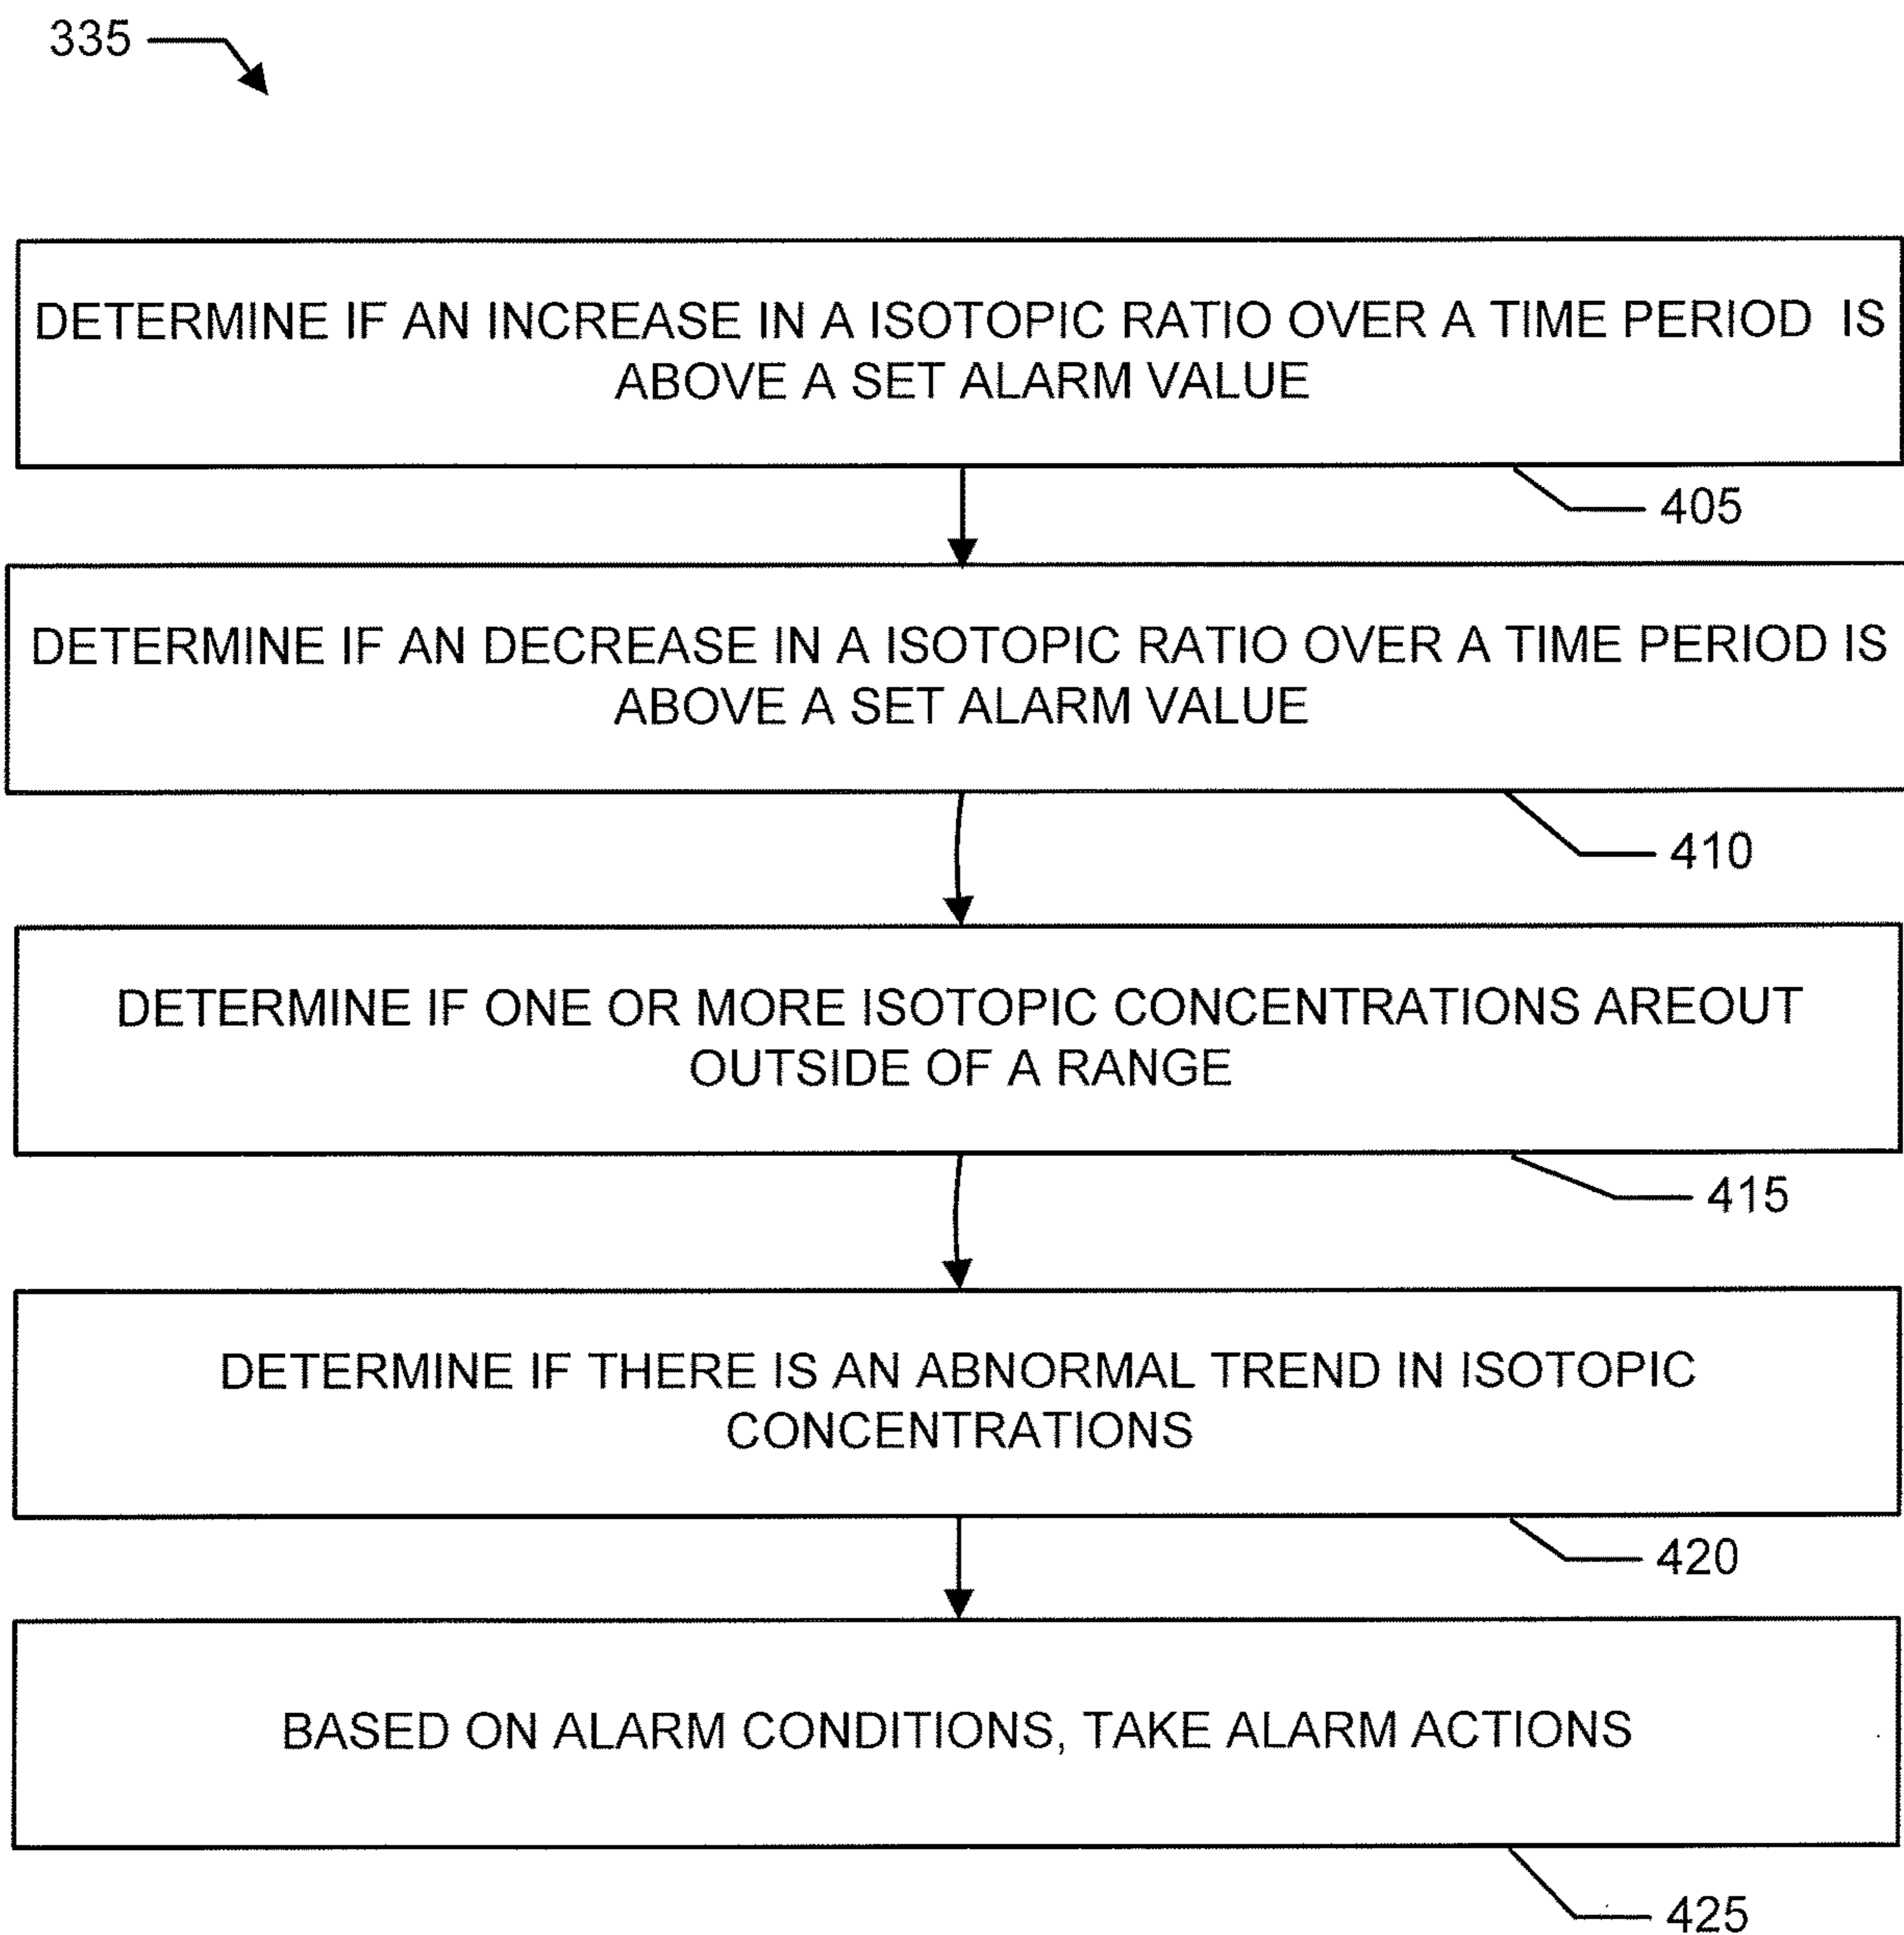 335
DETERMINE IF AN INCREASE IN A ISOTOPIC RATIO OVER A TIME PERIOD IS
ABOVE A SET ALARM VALUE
405
DETERMINE IF AN DECREASE IN A ISOTOPIC RATIO OVER A TIME PERIOD IS
ABOVE A SET ALARM VALUE
410
DETERMINE IF ONE OR MORE ISOTOPIC CONCENTRATIONS AREOUT
OUTSIDE OF A RANGE
415
DETERMINE IF THERE IS AN ABNORMAL TREND IN ISOTOPIC
CONCENTRATIONS
420
BASED ON ALARM CONDITIONS, TAKE ALARM ACTIONS
425